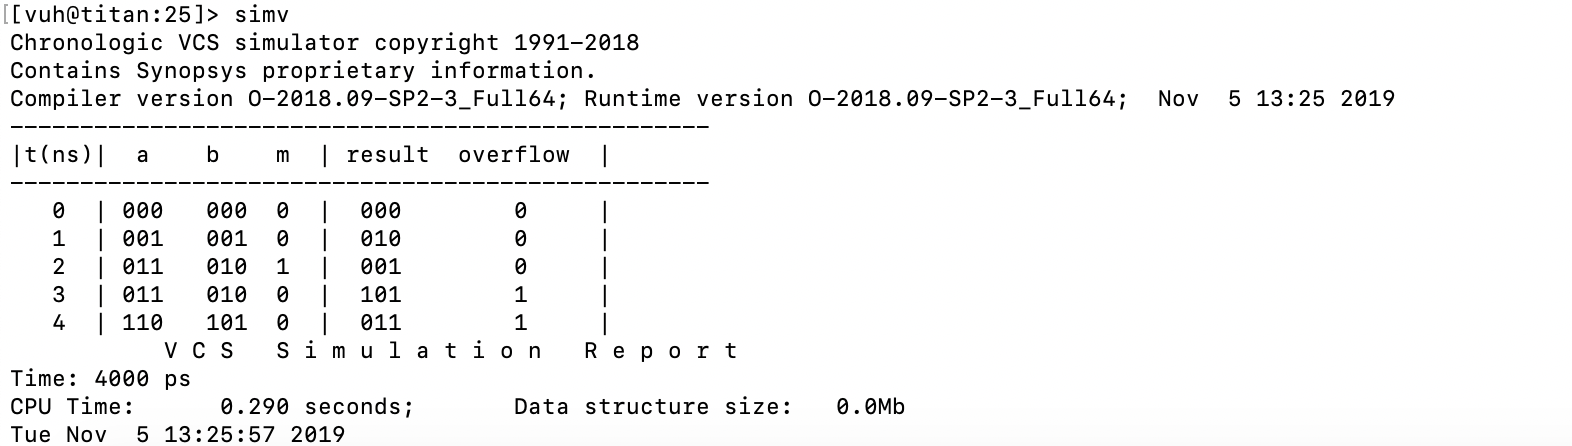 [[vuh@titan:25]> simv
Chronologic VCS simulator copyright 1991-2018
Contains Synopsys proprietary information.
Compiler version O-2018.09-SP2-3_Full64; Runtime version O-2018.09-SP2-3_Full64;  Nov  5 13:25 2019
--------------------------------------------------
|t(ns)|  a    b    m  | result  overflow  |
--------------------------------------------------
   0  | 000   000  0  |  000        0     |
   1  | 001   001  0  |  010        0     |
   2  | 011   010  1  |  001        0     |
   3  | 011   010  0  |  101        1     |
   4  | 110   101  0  |  011        1     |
           V C S   S i m u l a t i o n   R e p o r t
Time: 4000 ps
CPU Time:      0.290 seconds;       Data structure size:   0.0Mb
Tue Nov  5 13:25:57 2019